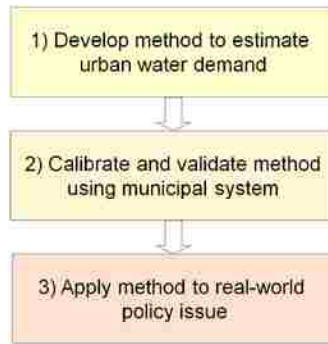 1) Develop method to estimate
urban water demand
2) Calibrate and validate method
using municipal system
3) Apply method to real-world
policy issue